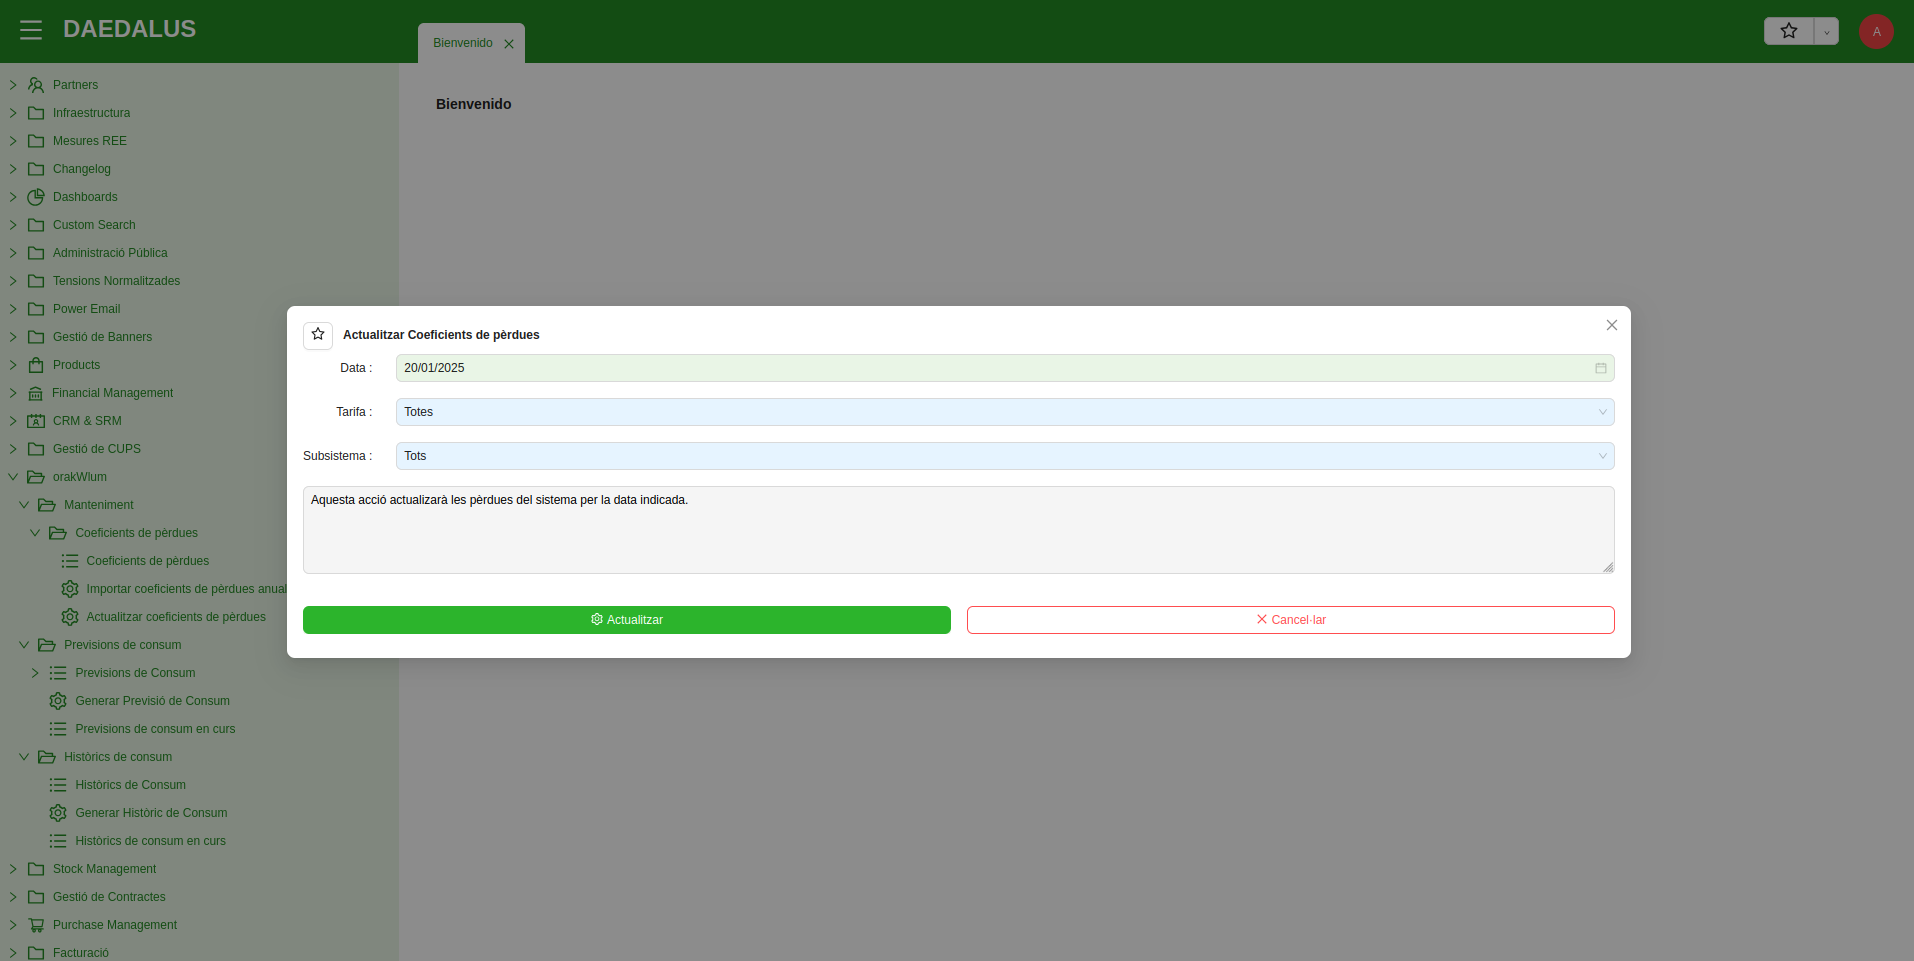 DAEDALUS
Bienvenido
A
Partners
Infraestructura
Mesures REE
Changelog
Dashboards
Custom Search
Administració Pública
Tensions Normalitzades
Power Email
Gestió de Banners
Products
Financial Management
CRM & SRM
Gestió de CUPS
orakWlum
Manteniment
Coeficients de pèrdues
Coeficients de pèrdues
Importar coeficients de pèrdues anual
Actualitzar coeficients de pèrdues
Previsions de consum
Previsions de Consum
Generar Previsió de Consum
Previsions de consum en curs
Històrics de consum
Històrics de Consum
Generar Històric de Consum
Històrics de consum en curs
Stock Management
Gestió de Contractes
Purchase Management
Facturació
Bienvenido
Actualitzar Coeficients de pèrdues
Data : 20/01/2025
Tarifa : Totes
Subsistema : Tots
Aquesta acció actualizarà les pèrdues del sistema per la data indicada.
Actualitzar
Cancel·lar